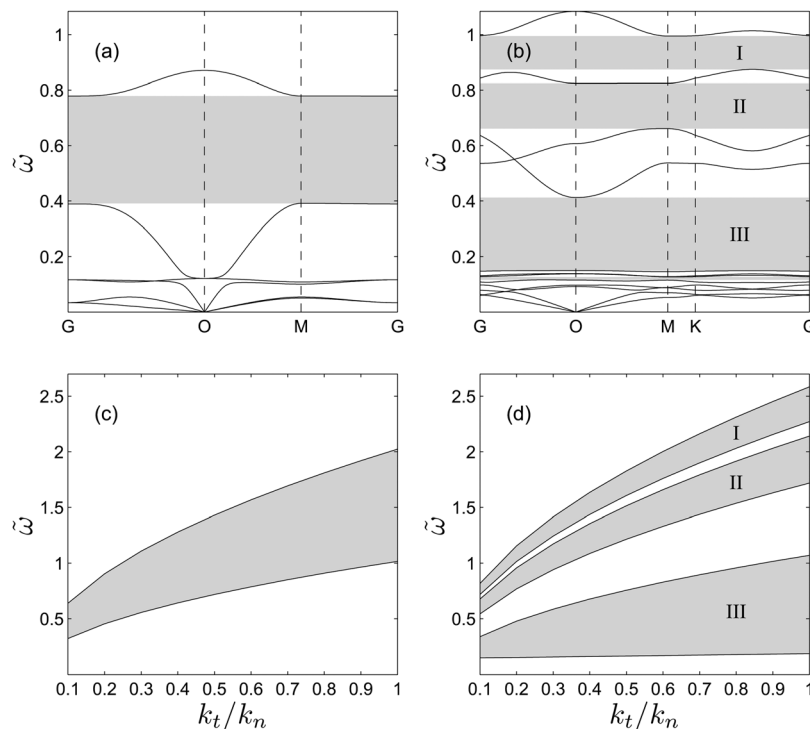 (a)
1
0.8
0.6
0.4
0.2
ω̃
G O M G
(b)
I
II
III
1
0.8
0.6
0.4
0.2
ω̃
G O M K G
(c)
2.5
2
1.5
1
0.5
ω̃
0.1 0.2 0.3 0.4 0.5 0.6 0.7 0.8 0.9 1
k_t/k_n
(d)
I
II
III
2.5
2
1.5
1
0.5
ω̃
0.1 0.2 0.3 0.4 0.5 0.6 0.7 0.8 0.9 1
k_t/k_n